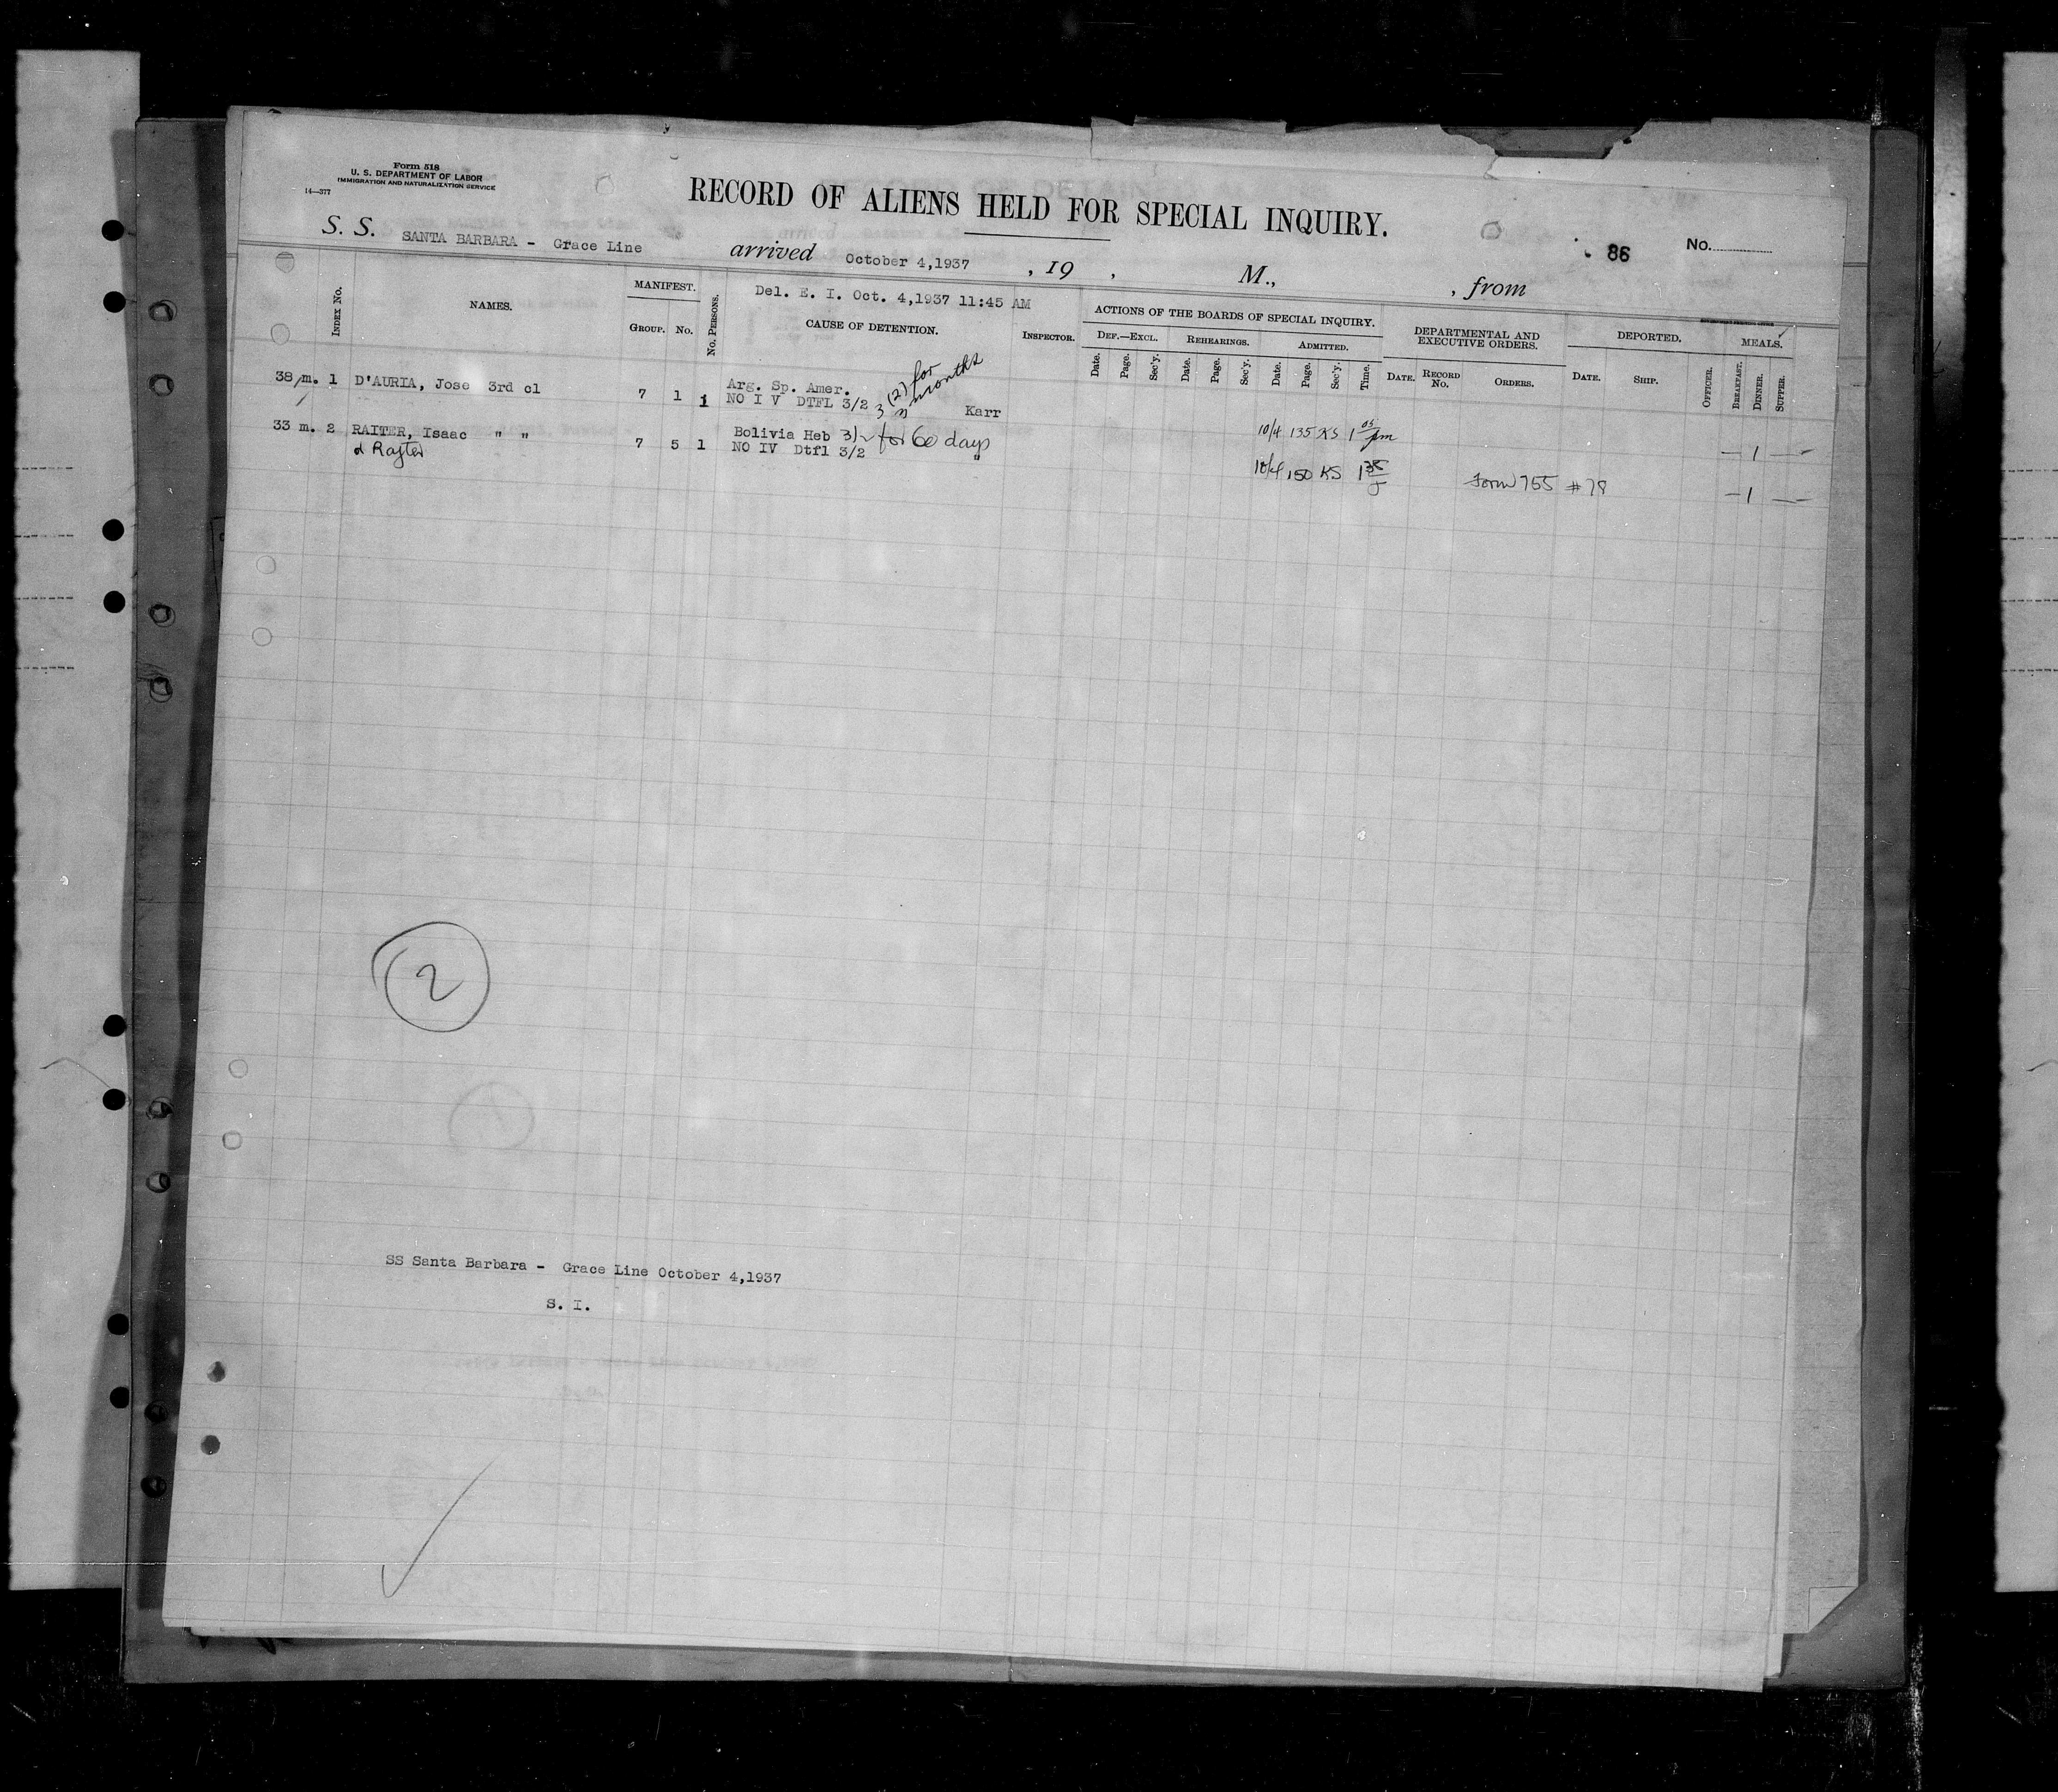 Form 518
U. S. DEPARTMENT OF LABOR
IMMIGRATION AND NATURALIZATION SERVICE
14—377
RECORD OF ALIENS HELD FOR SPECIAL INQUIRY.
S. S. SANTA BARBARA - Grace Line arrived October 4,1937 , 19 , M., , from
86 No.
Del. E. I. Oct. 4,1937 11:45 AM
INDEX No. NAMES. MANIFEST. GROUP. No. No. PERSONS. CAUSE OF DETENTION. INSPECTOR.
ACTIONS OF THE BOARDS OF SPECIAL INQUIRY.
DEF.—EXCL. REHEARINGS. ADMITTED.
Date. Page. Sec'y. Date. Page. Sec'y. Date. Page. Sec'y. Time.
DEPARTMENTAL AND
EXECUTIVE ORDERS.
DATE. RECORD No. ORDERS.
DEPORTED.
DATE. SHIP. OFFICER.
MEALS.
BREAKFAST. DINNER. SUPPER.
38 m. 1 D'AURIA, Jose 3rd cl 7 1 1 Arg. Sp. Amer.
NO I V DTFL 3/2 3(2) for
months
Karr
10/4 135 KS 1 05 pm — 1 —
33 m. 2 RAITER, Isaac " " 7 5 1 Bolivia Heb 3/2 for 60 days
NO IV Dtfl 3/2 "
10/4 150 KS 1 35 Form 755 #78 — 1 —
SS Santa Barbara - Grace Line October 4,1937
S. I.
2